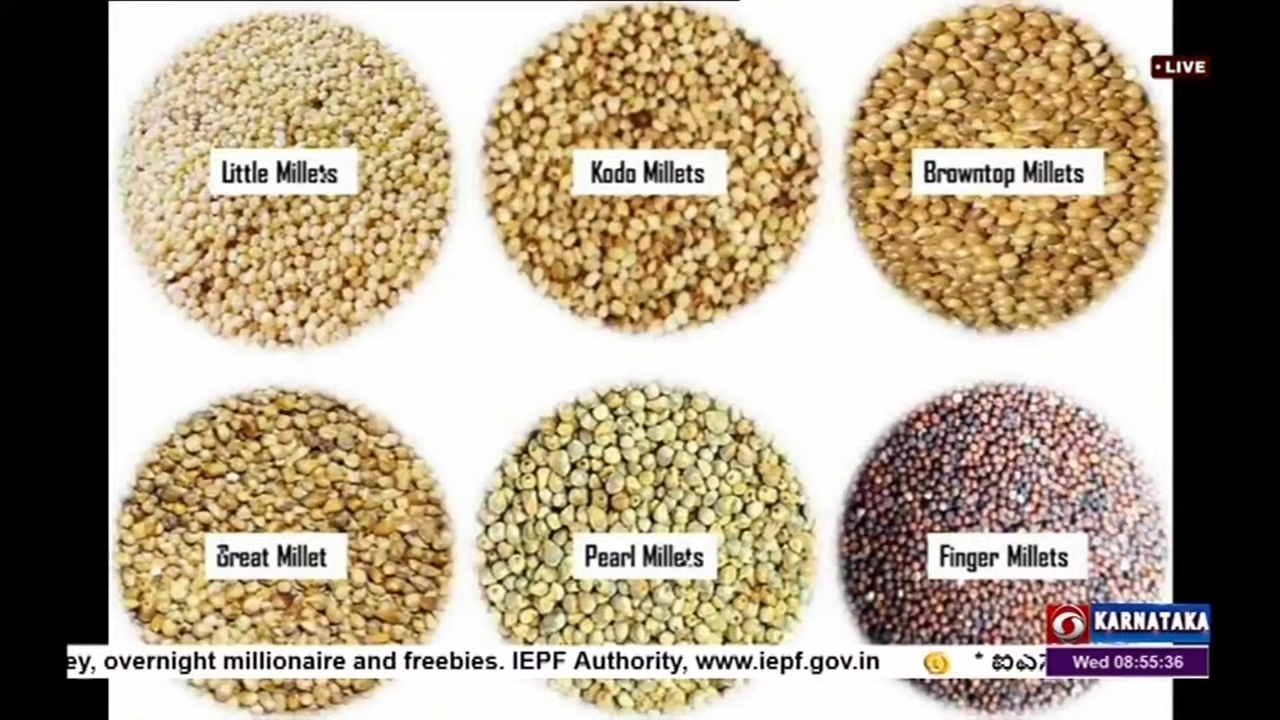 • LIVE
Little Millets
Kodo Millets
Browntop Millets
Great Millet
Pearl Millets
Finger Millets
KARNATAKA
ey, overnight millionaire and freebies. IEPF Authority, www.iepf.gov.in
* ಐಎ
Wed 08:55:36